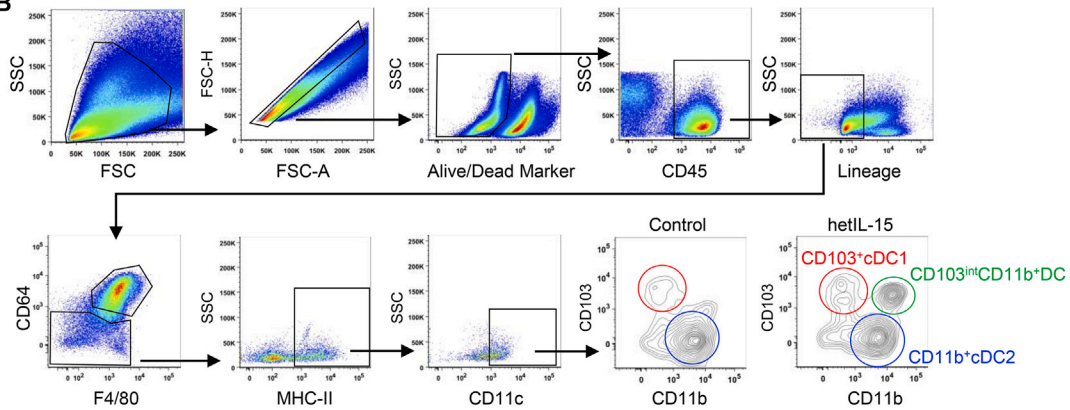 B
250K
200K
150K
100K
50K
0
SSC
50K 100K 150K 200K 250K
FSC
250K
200K
150K
100K
50K
0
FSC-H
50K 100K 150K 200K 250K
FSC-A
250K
200K
150K
100K
50K
0
SSC
0 10² 10³ 10⁴ 10⁵
Alive/Dead Marker
250K
200K
150K
100K
50K
0
SSC
0 10² 10³ 10⁴ 10⁵
CD45
250K
200K
150K
100K
50K
0
SSC
0 10³ 10⁴ 10⁵
Lineage
10⁵
10⁴
10³
0
CD64
0 10² 10³ 10⁴ 10⁵
F4/80
250K
200K
150K
100K
50K
0
SSC
0 10² 10³ 10⁴ 10⁵
MHC-II
250K
200K
150K
100K
50K
0
SSC
0 10² 10³ 10⁴ 10⁵
CD11c
Control
10⁵
10⁴
10³
0
CD103
0 10³ 10⁴ 10⁵
CD11b
hetIL-15
CD103⁺cDC1
CD103ⁱⁿᵗCD11b⁺DC
CD11b⁺cDC2
10⁵
10⁴
10³
0
CD103
0 10³ 10⁴ 10⁵
CD11b